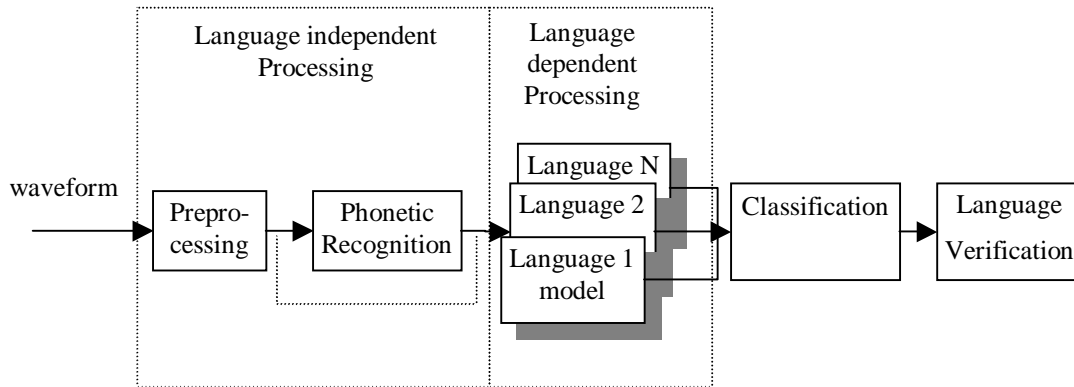 Language independent
Processing
Language
dependent
Processing
waveform
Prepro-
cessing
Phonetic
Recognition
Language N
Language 2
Language 1
model
Classification
Language
Verification